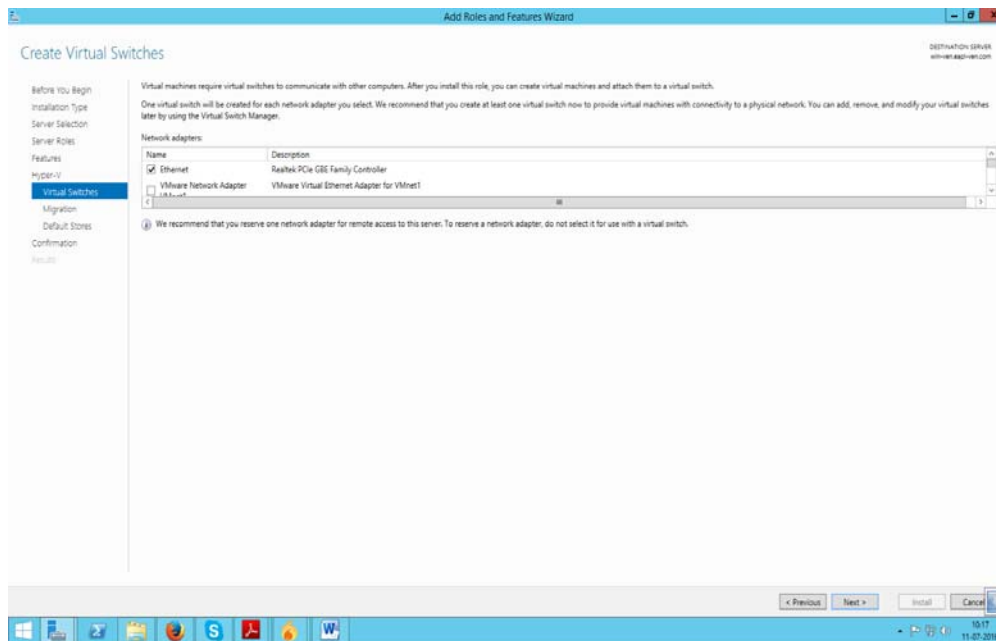 Add Roles and Features Wizard
Create Virtual Switches
DESTINATION SERVER
Before You Begin
Installation Type
Server Selection
Server Roles
Features
Hyper-V
Virtual Switches
Migration
Default Stores
Confirmation
Results
Virtual machines require virtual switches to communicate with other computers. After you install this role, you can create virtual machines and attach them to a virtual switch.
One virtual switch will be created for each network adapter you select. We recommend that you create at least one virtual switch now to provide virtual machines with connectivity to a physical network. You can add, remove, and modify your virtual switches
later by using the Virtual Switch Manager.
Network adapters:
Name Description
Ethernet Realtek PCIe GBE Family Controller
VMware Network Adapter VMware Virtual Ethernet Adapter for VMnet1
We recommend that you reserve one network adapter for remote access to this server. To reserve a network adapter, do not select it for use with a virtual switch.
< Previous Next > Install Cancel
10:17